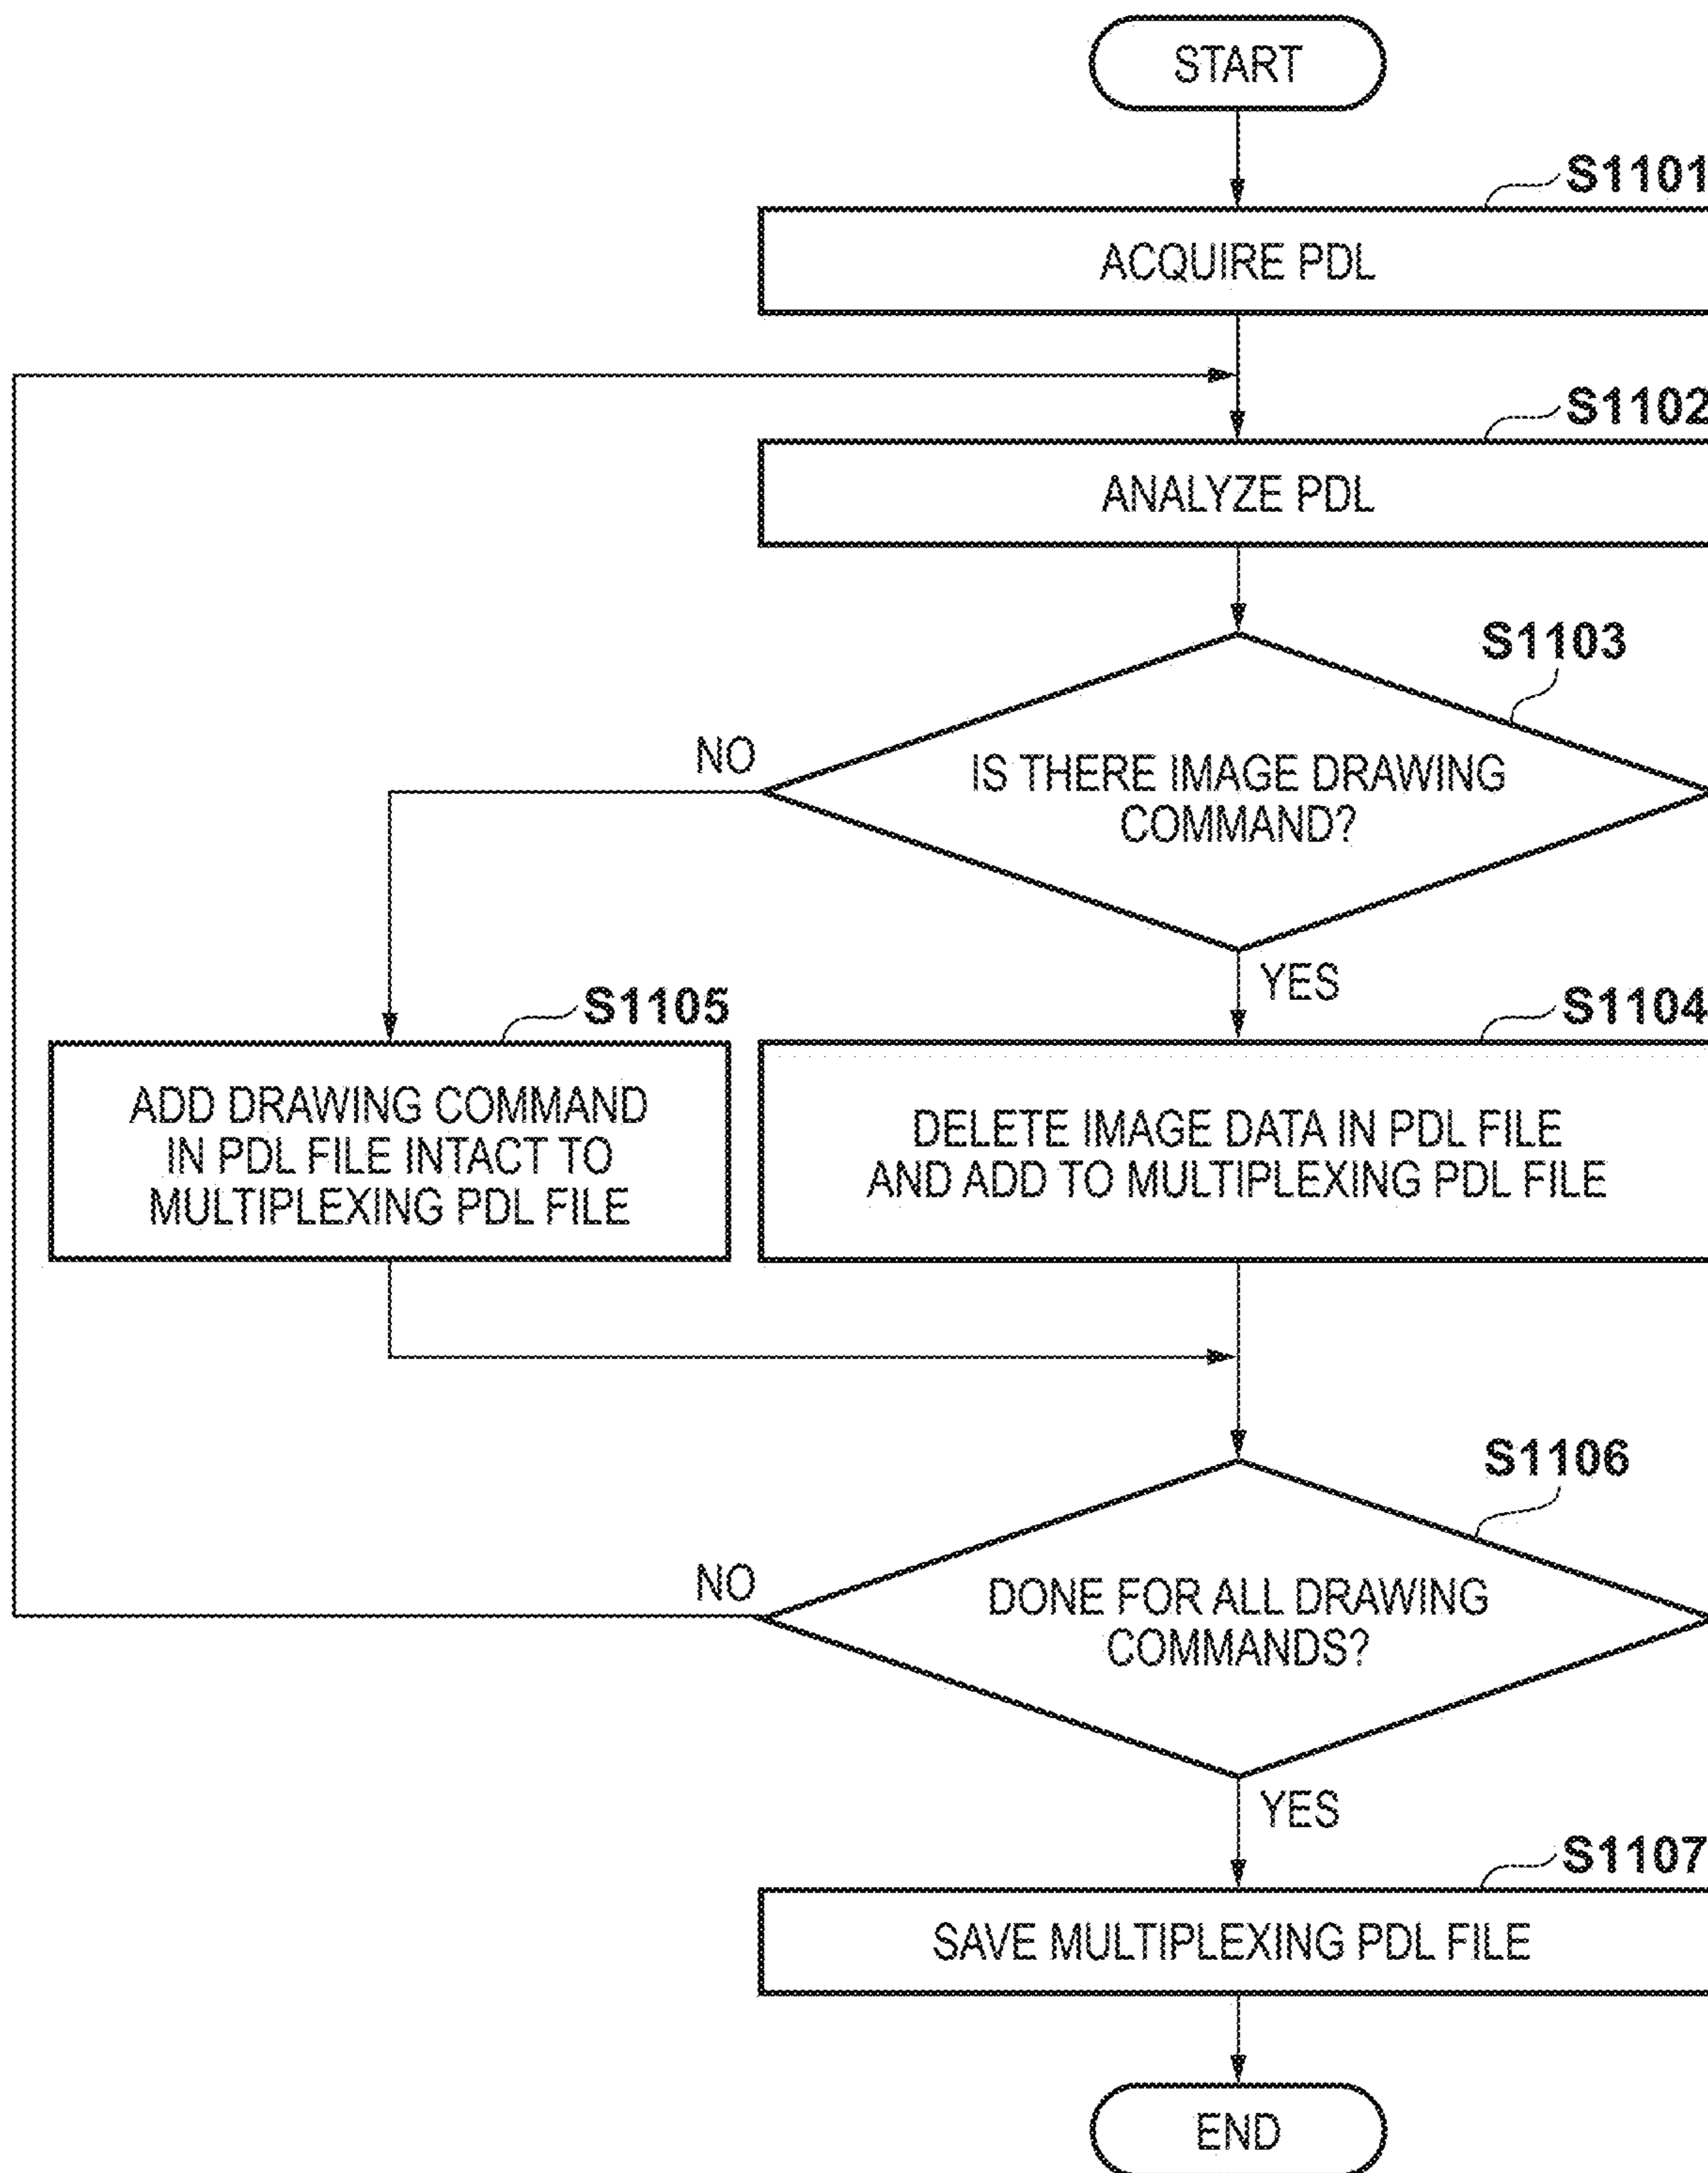 START
S1101
ACQUIRE PDL
S1102
ANALYZE PDL
S1103
NO
IS THERE IMAGE DRAWING
COMMAND?
YES
S1105
S1104
ADD DRAWING COMMAND
IN PDL FILE INTACT TO
MULTIPLEXING PDL FILE
DELETE IMAGE DATA IN PDL FILE
AND ADD TO MULTIPLEXING PDL FILE
S1106
NO
DONE FOR ALL DRAWING
COMMANDS?
YES
S1107
SAVE MULTIPLEXING PDL FILE
END